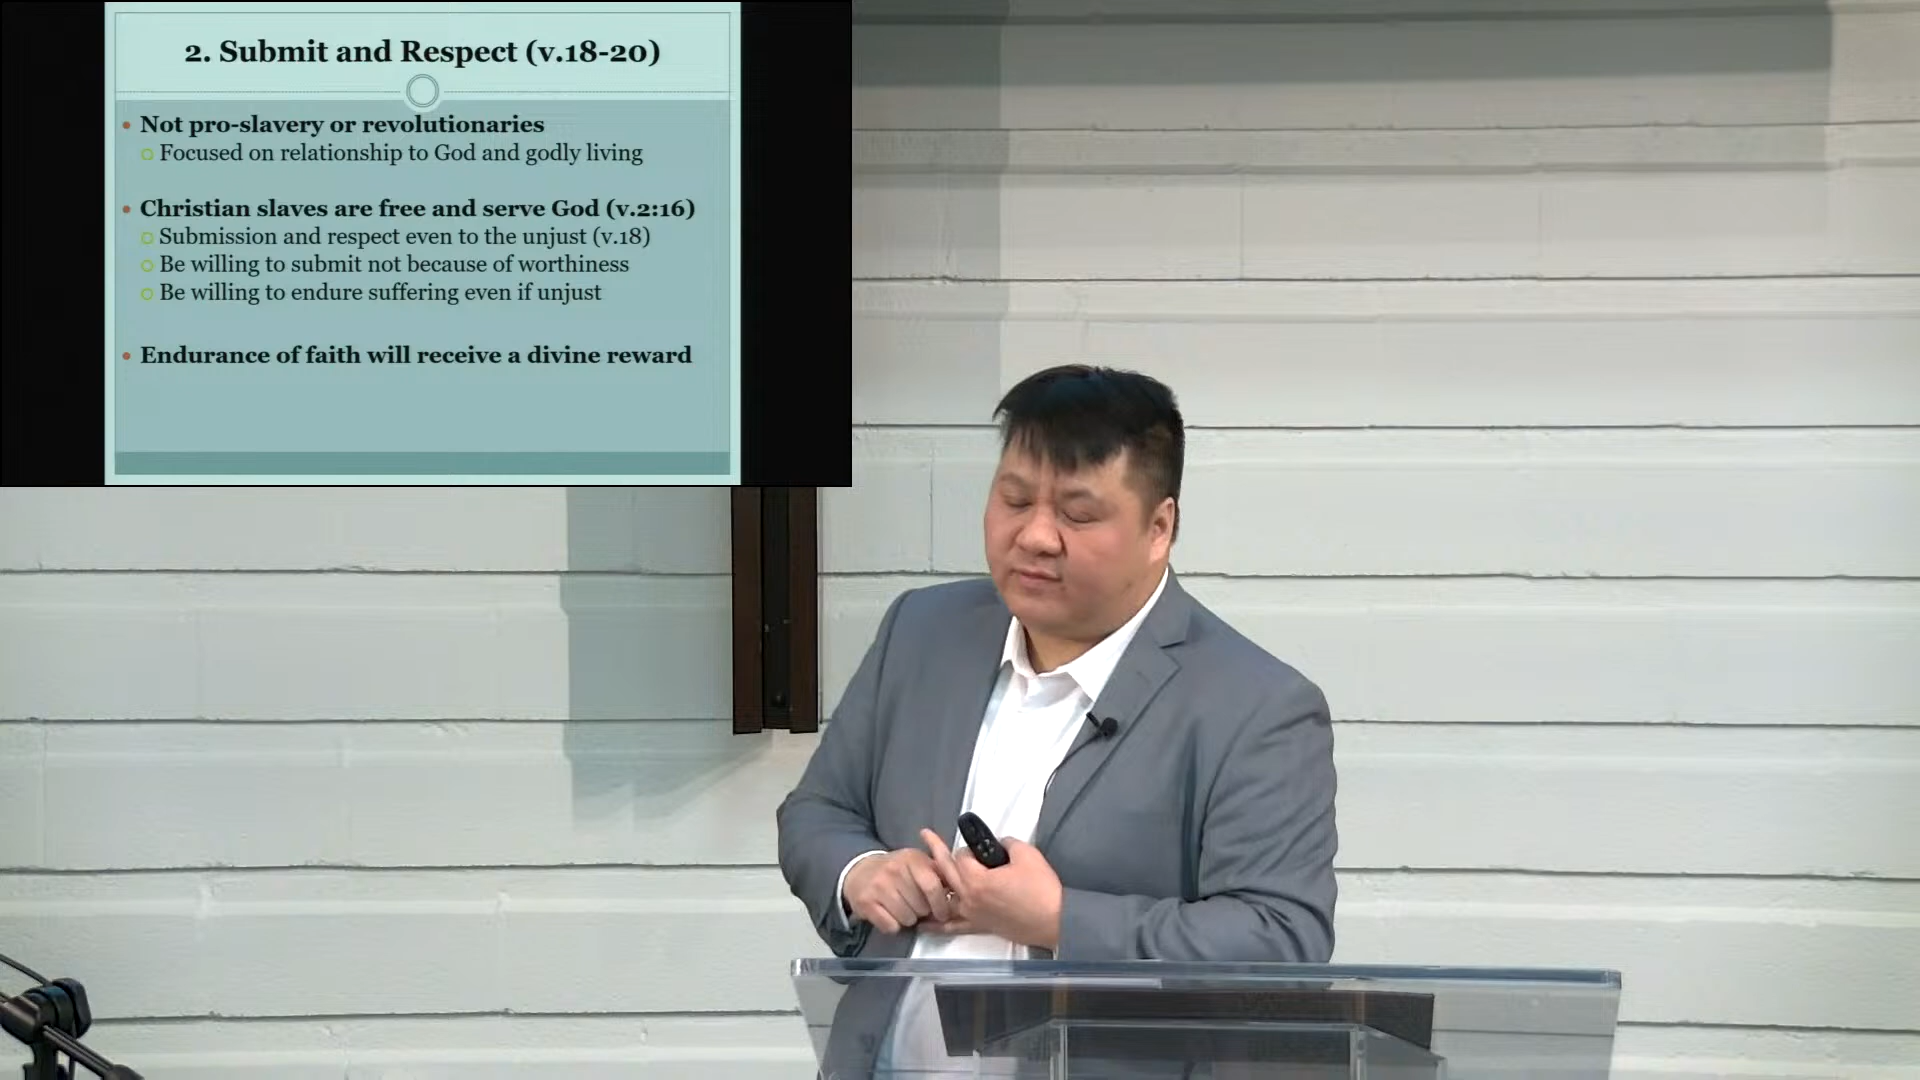 2. Submit and Respect (v.18-20)
Not pro-slavery or revolutionaries
Focused on relationship to God and godly living
Christian slaves are free and serve God (v.2:16)
Submission and respect even to the unjust (v.18)
Be willing to submit not because of worthiness
Be willing to endure suffering even if unjust
Endurance of faith will receive a divine reward